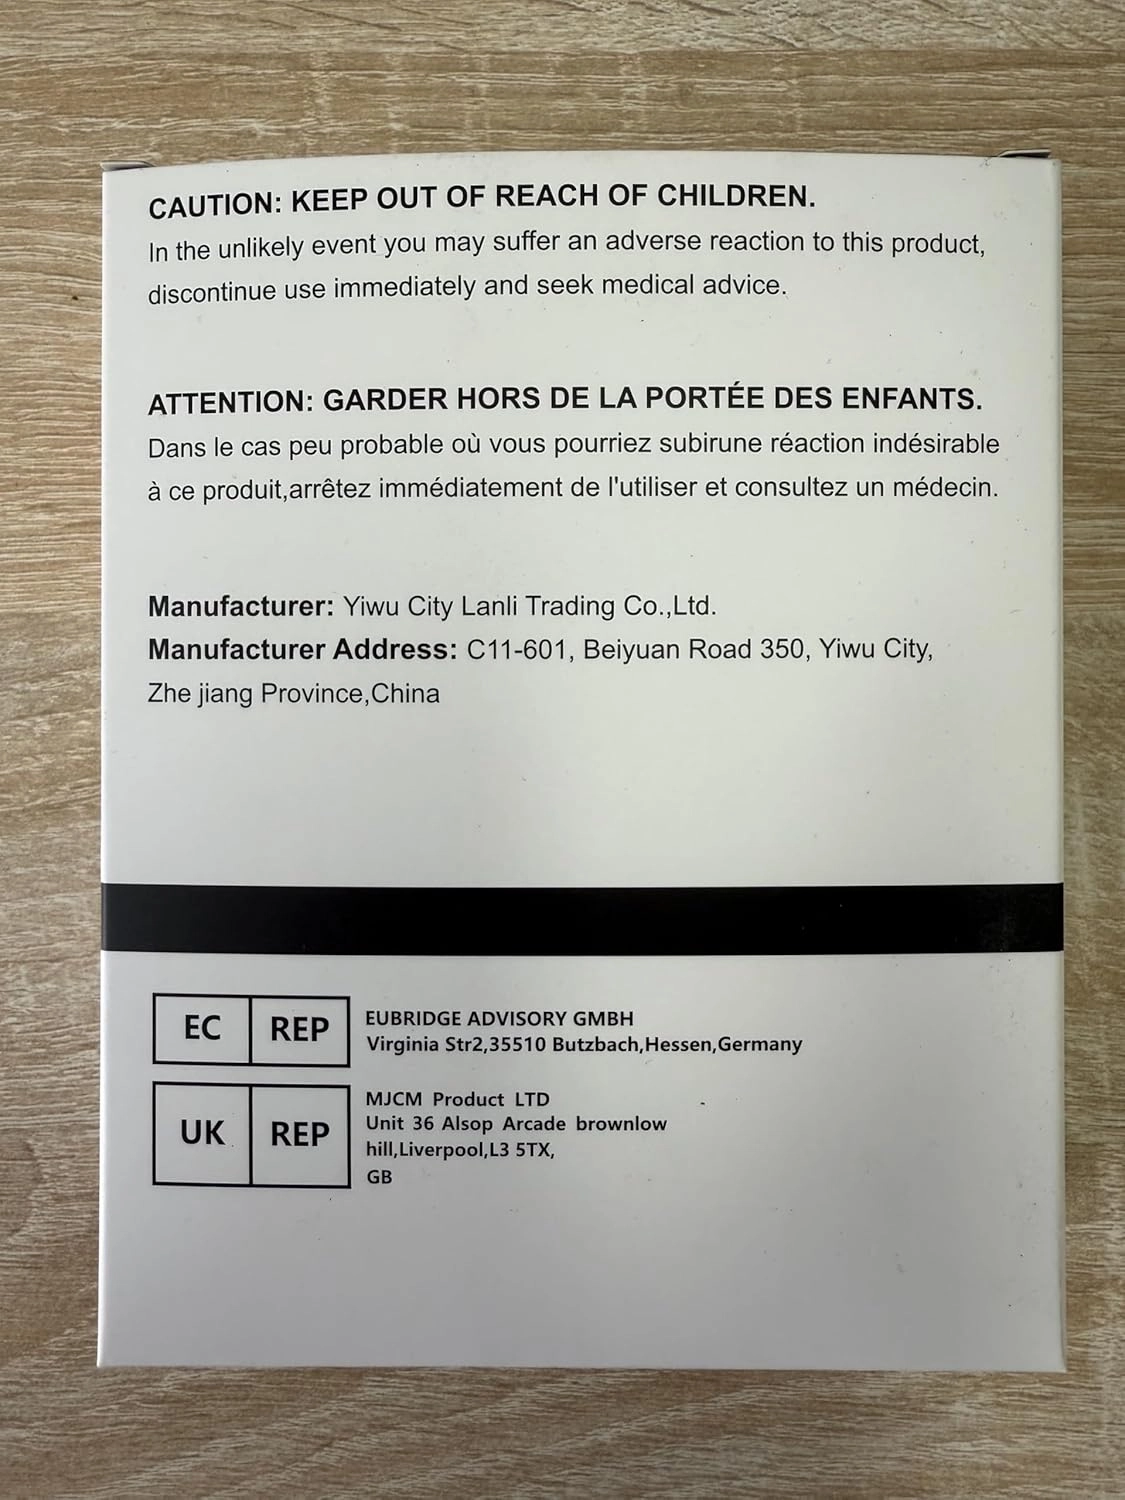 CAUTION: KEEP OUT OF REACH OF CHILDREN.
In the unlikely event you may suffer an adverse reaction to this product,
discontinue use immediately and seek medical advice.
ATTENTION: GARDER HORS DE LA PORTÉE DES ENFANTS.
Dans le cas peu probable où vous pourriez subirune réaction indésirable
à ce produit,arrêtez immédiatement de l'utiliser et consultez un médecin.
Manufacturer: Yiwu City Lanli Trading Co.,Ltd.
Manufacturer Address: C11-601, Beiyuan Road 350, Yiwu City,
Zhe jiang Province,China
EC REP
EUBRIDGE ADVISORY GMBH
Virginia Str2,35510 Butzbach,Hessen,Germany
UK REP
MJCM Product LTD
Unit 36 Alsop Arcade brownlow
hill,Liverpool,L3 5TX,
GB